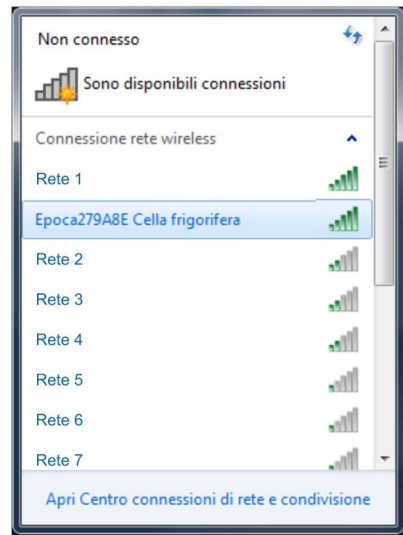 Non connesso
Sono disponibili connessioni
Connessione rete wireless
Rete 1
Epoca279A8E Cella frigorifera
Rete 2
Rete 3
Rete 4
Rete 5
Rete 6
Rete 7
Apri Centro connessioni di rete e condivisione